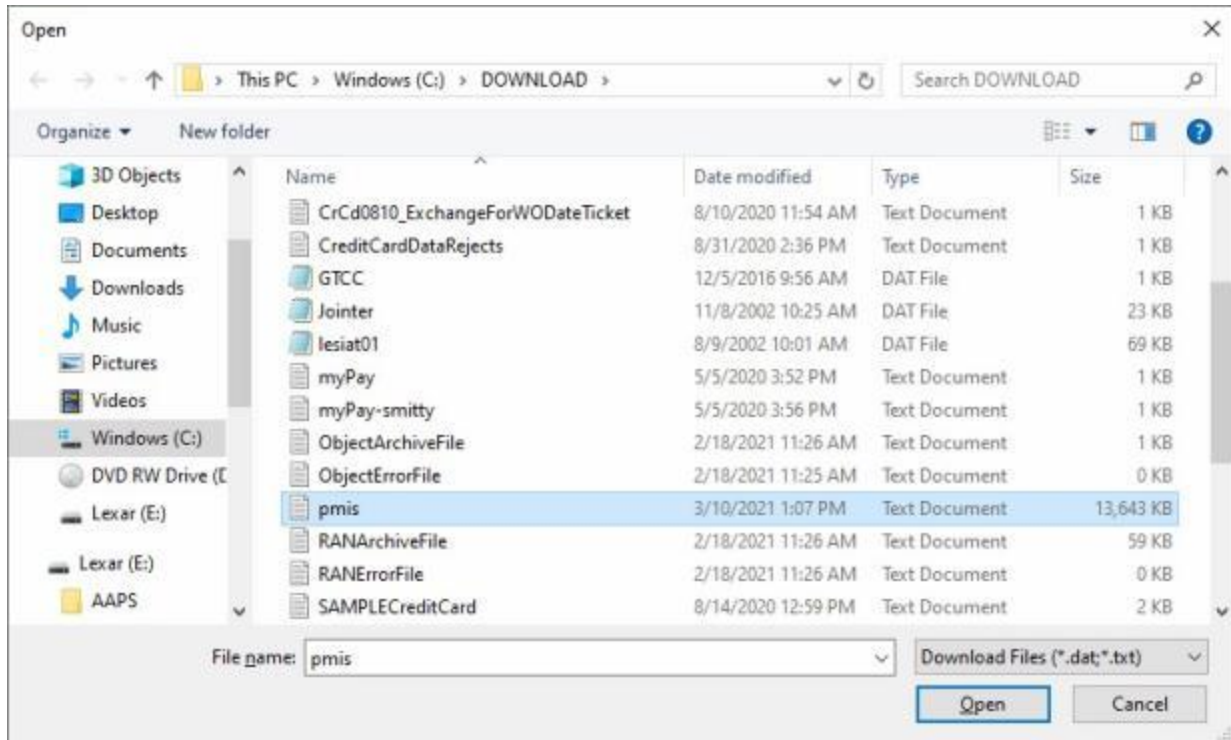 Open
This PC > Windows (C:) > DOWNLOAD >
Search DOWNLOAD
Organize
New folder
3D Objects
Desktop
Documents
Downloads
Music
Pictures
Videos
Windows (C:)
DVD RW Drive (D
Lexar (E:)
Lexar (E:)
AAPS
Name Date modified Type Size
CrCd0810_ExchangeForWODateTicket 8/10/2020 11:54 AM Text Document 1 KB
CreditCardDataRejects 8/31/2020 2:36 PM Text Document 1 KB
GTCC 12/5/2016 9:56 AM DAT File 1 KB
Jointer 11/8/2002 10:25 AM DAT File 23 KB
lesiat01 8/9/2002 10:01 AM DAT File 69 KB
myPay 5/5/2020 3:52 PM Text Document 1 KB
myPay-smitty 5/5/2020 3:56 PM Text Document 1 KB
ObjectArchiveFile 2/18/2021 11:26 AM Text Document 1 KB
ObjectErrorFile 2/18/2021 11:25 AM Text Document 0 KB
pmis 3/10/2021 1:07 PM Text Document 13,643 KB
RANArchiveFile 2/18/2021 11:26 AM Text Document 59 KB
RANErrorFile 2/18/2021 11:26 AM Text Document 0 KB
SAMPLECreditCard 8/14/2020 12:59 PM Text Document 2 KB
File name: pmis
Download Files (*.dat;*.txt)
Open
Cancel